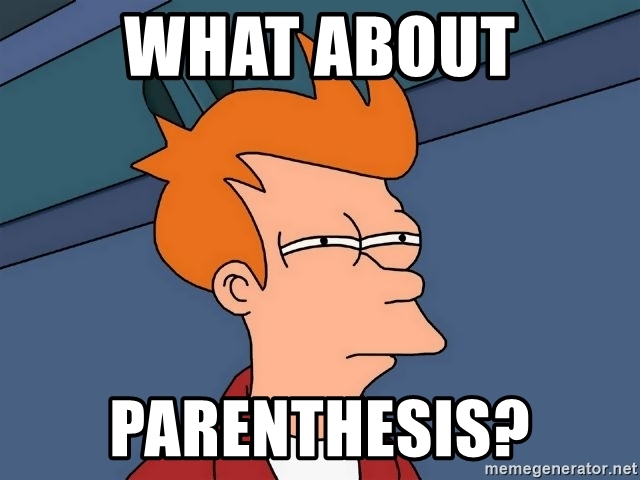 WHAT ABOUT
PARENTHESIS?
memegenerator.net